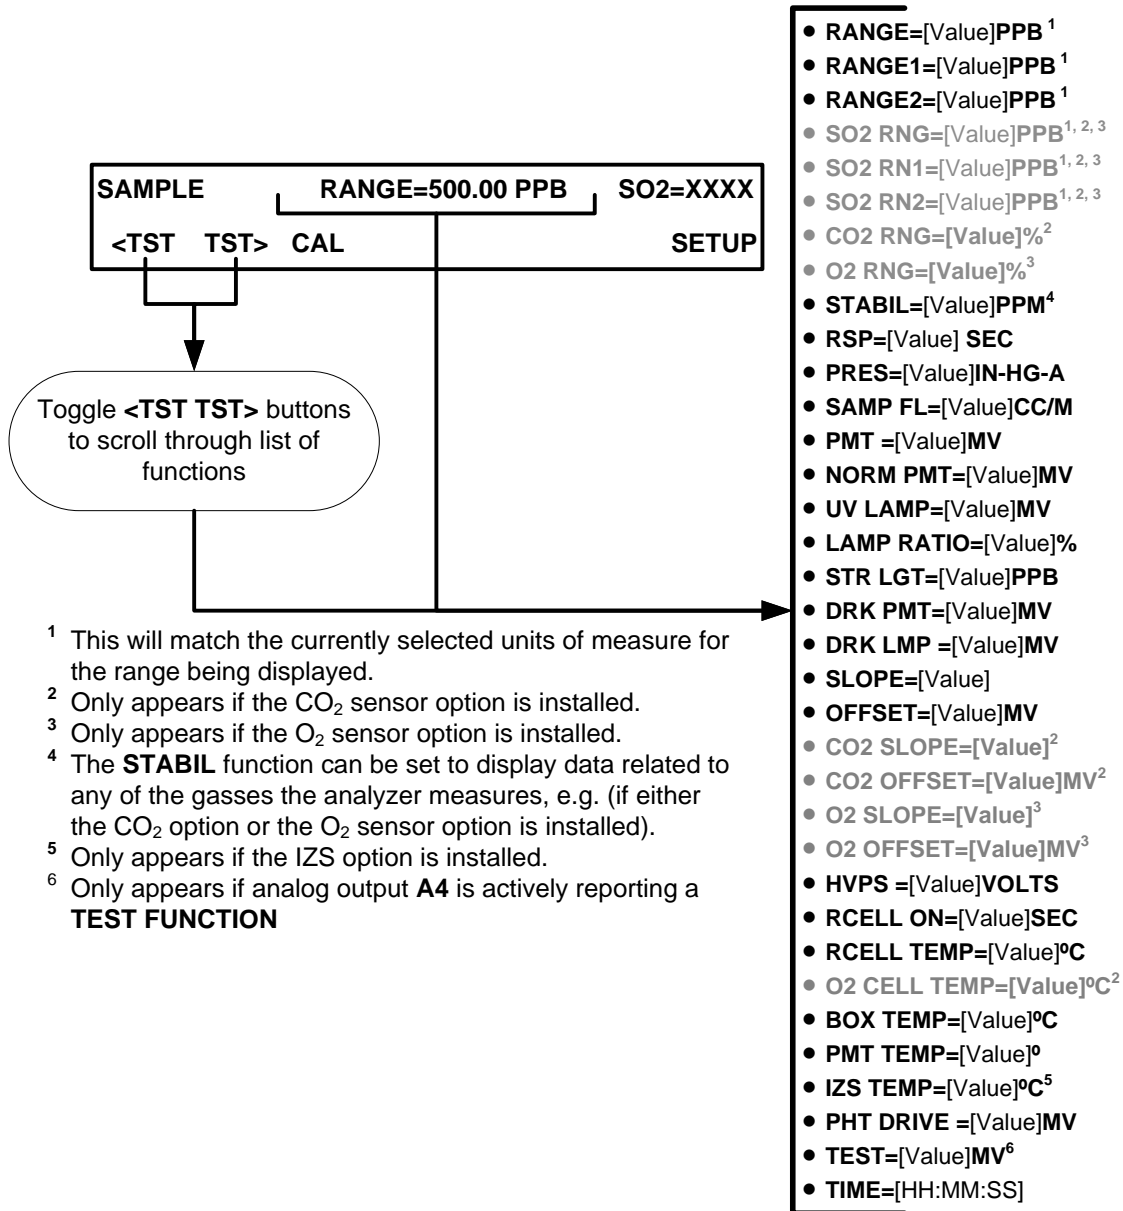 SAMPLE RANGE=500.00 PPB SO2=XXXX
<TST TST> CAL SETUP
Toggle <TST TST> buttons
to scroll through list of
functions
• RANGE=[Value]PPB 1
• RANGE1=[Value]PPB 1
• RANGE2=[Value]PPB 1
• SO2 RNG=[Value]PPB1, 2, 3
• SO2 RN1=[Value]PPB1, 2, 3
• SO2 RN2=[Value]PPB1, 2, 3
• CO2 RNG=[Value]%2
• O2 RNG=[Value]%3
• STABIL=[Value]PPM4
• RSP=[Value] SEC
• PRES=[Value]IN-HG-A
• SAMP FL=[Value]CC/M
• PMT =[Value]MV
• NORM PMT=[Value]MV
• UV LAMP=[Value]MV
• LAMP RATIO=[Value]%
• STR LGT=[Value]PPB
• DRK PMT=[Value]MV
• DRK LMP =[Value]MV
• SLOPE=[Value]
• OFFSET=[Value]MV
• CO2 SLOPE=[Value]2
• CO2 OFFSET=[Value]MV2
• O2 SLOPE=[Value]3
• O2 OFFSET=[Value]MV3
• HVPS =[Value]VOLTS
• RCELL ON=[Value]SEC
• RCELL TEMP=[Value]ºC
• O2 CELL TEMP=[Value]ºC2
• BOX TEMP=[Value]ºC
• PMT TEMP=[Value]º
• IZS TEMP=[Value]ºC5
• PHT DRIVE =[Value]MV
• TEST=[Value]MV6
• TIME=[HH:MM:SS]
1 This will match the currently selected units of measure for
the range being displayed.
2 Only appears if the CO2 sensor option is installed.
3 Only appears if the O2 sensor option is installed.
4 The STABIL function can be set to display data related to
any of the gasses the analyzer measures, e.g. (if either
the CO2 option or the O2 sensor option is installed).
5 Only appears if the IZS option is installed.
6 Only appears if analog output A4 is actively reporting a
TEST FUNCTION